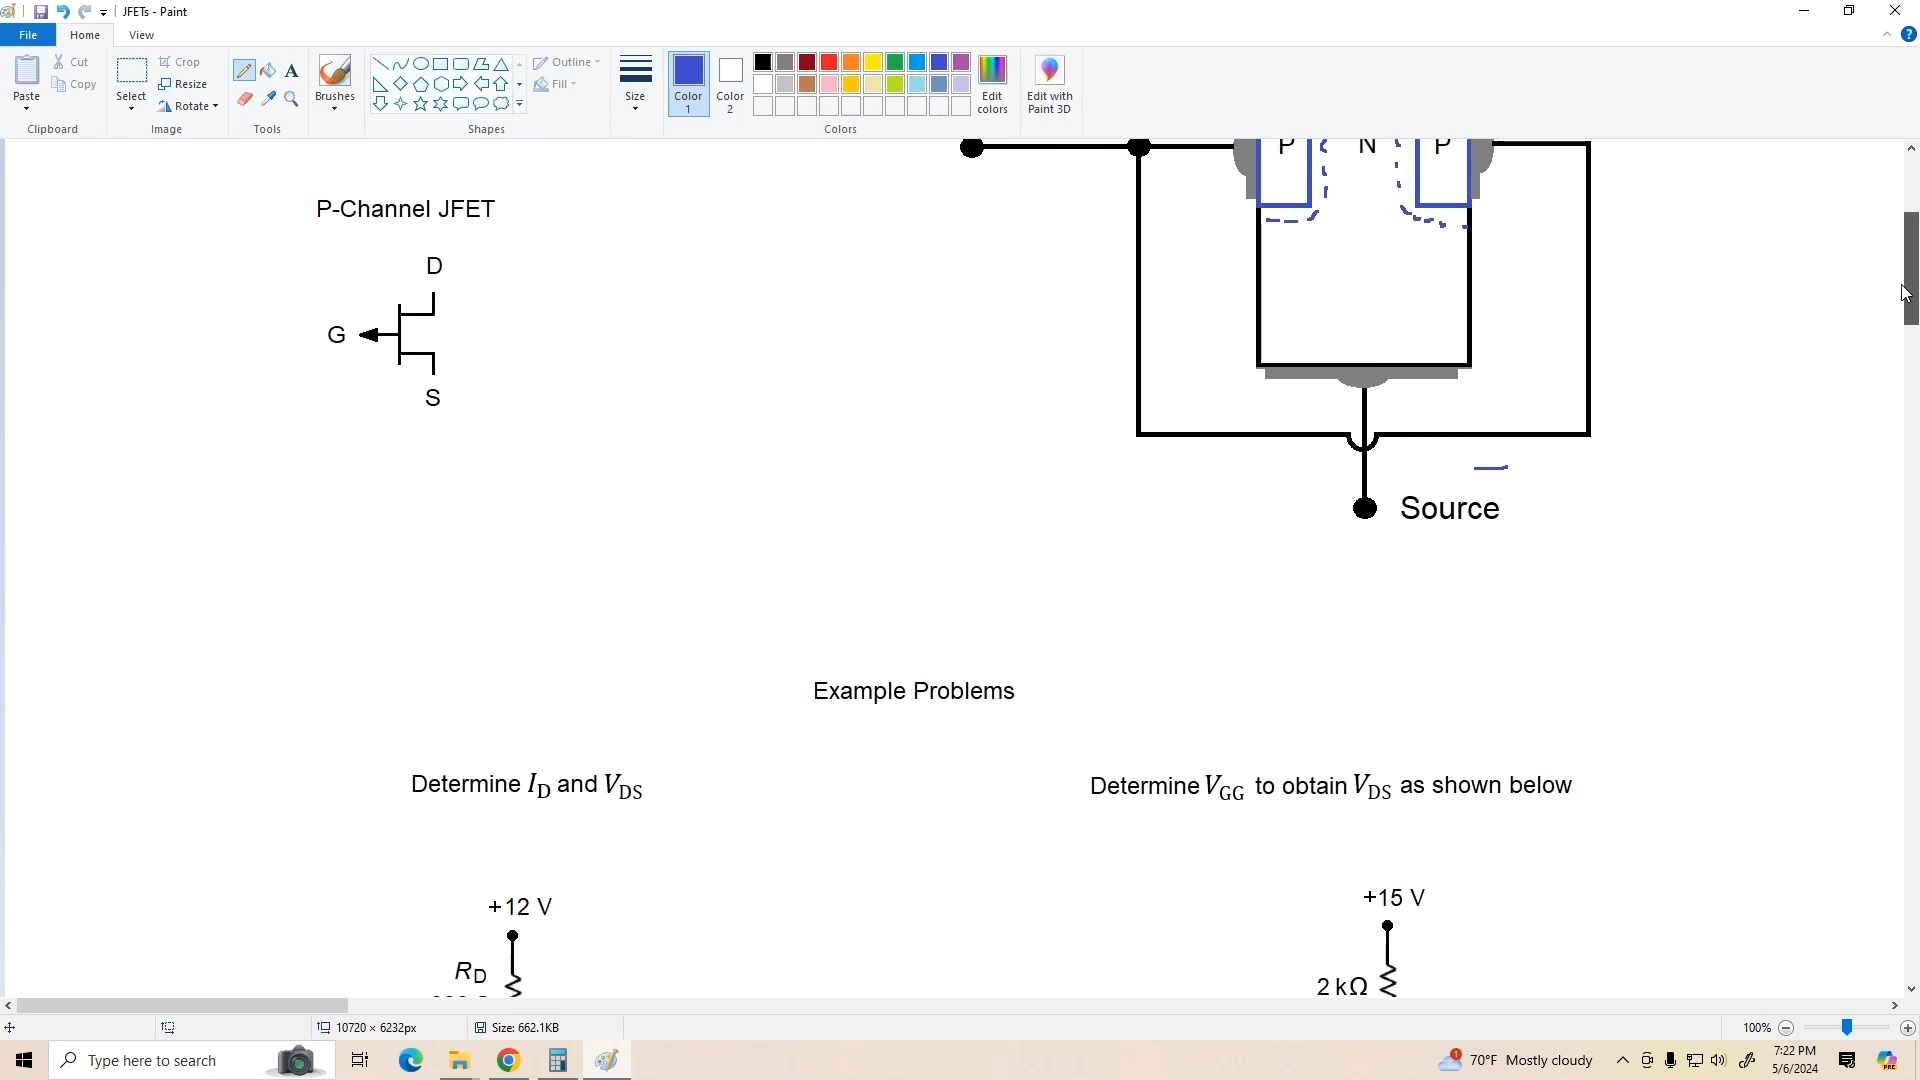 JFETs - Paint
File
Home
View
Paste
Cut
Copy
Clipboard
Select
Crop
Resize
Rotate
Image
A
Tools
Brushes
Shapes
Outline
Fill
Size
Color
1
Color
2
Colors
Edit
colors
Edit with
Paint 3D
?
P N P
P-Channel JFET
D
G
S
Source
Example Problems
Determine I_D and V_DS
Determine V_GG to obtain V_DS as shown below
+12 V
R_D
+15 V
2 kΩ
10720 × 6232px
Size: 662.1KB
100%
Type here to search
1
70°F Mostly cloudy
7:22 PM
5/6/2024
PRE